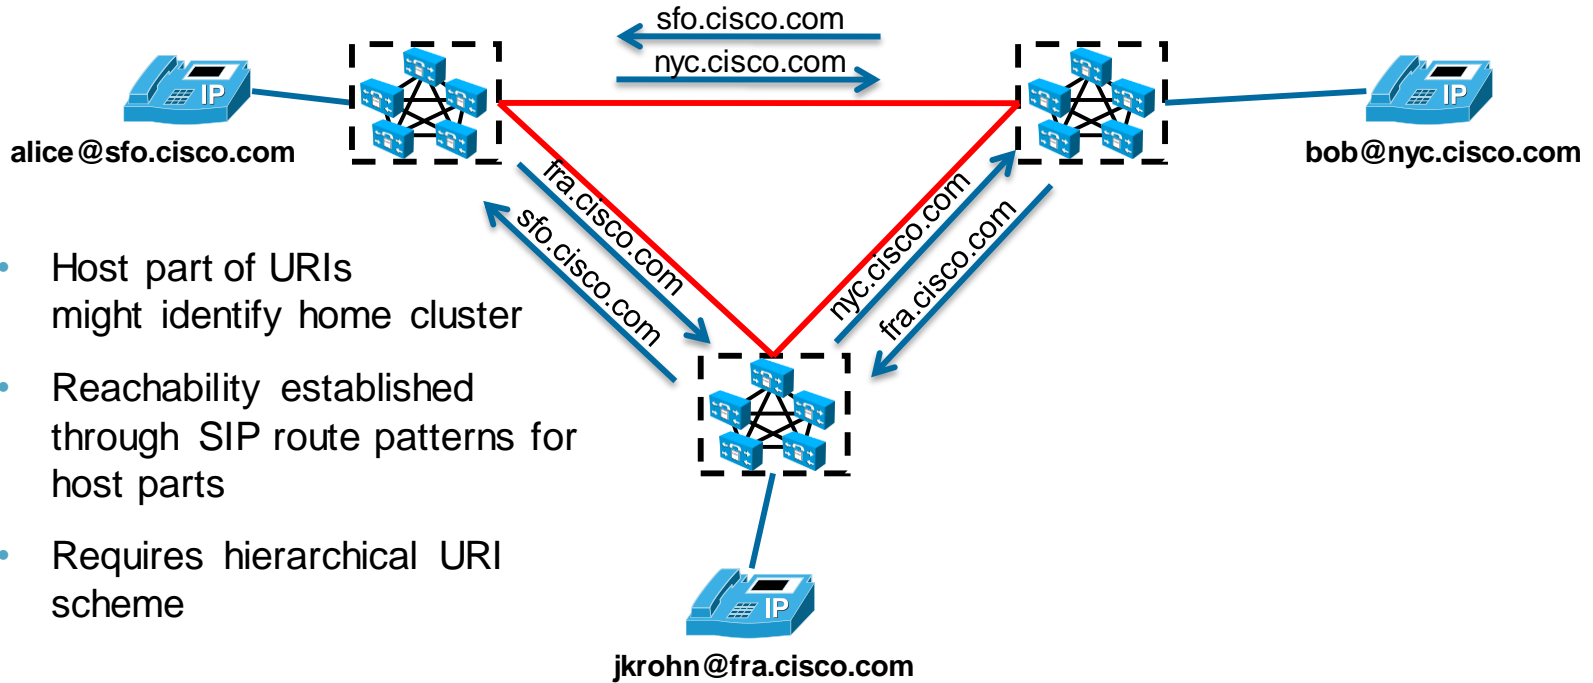 sfo.cisco.com
nyc.cisco.com
IP
IP
alice@sfo.cisco.com
bob@nyc.cisco.com
fra.cisco.com
sfo.cisco.com
nyc.cisco.com
fra.cisco.com
• Host part of URIs
might identify home cluster
• Reachability established
through SIP route patterns for
host parts
• Requires hierarchical URI
scheme
IP
jkrohn@fra.cisco.com